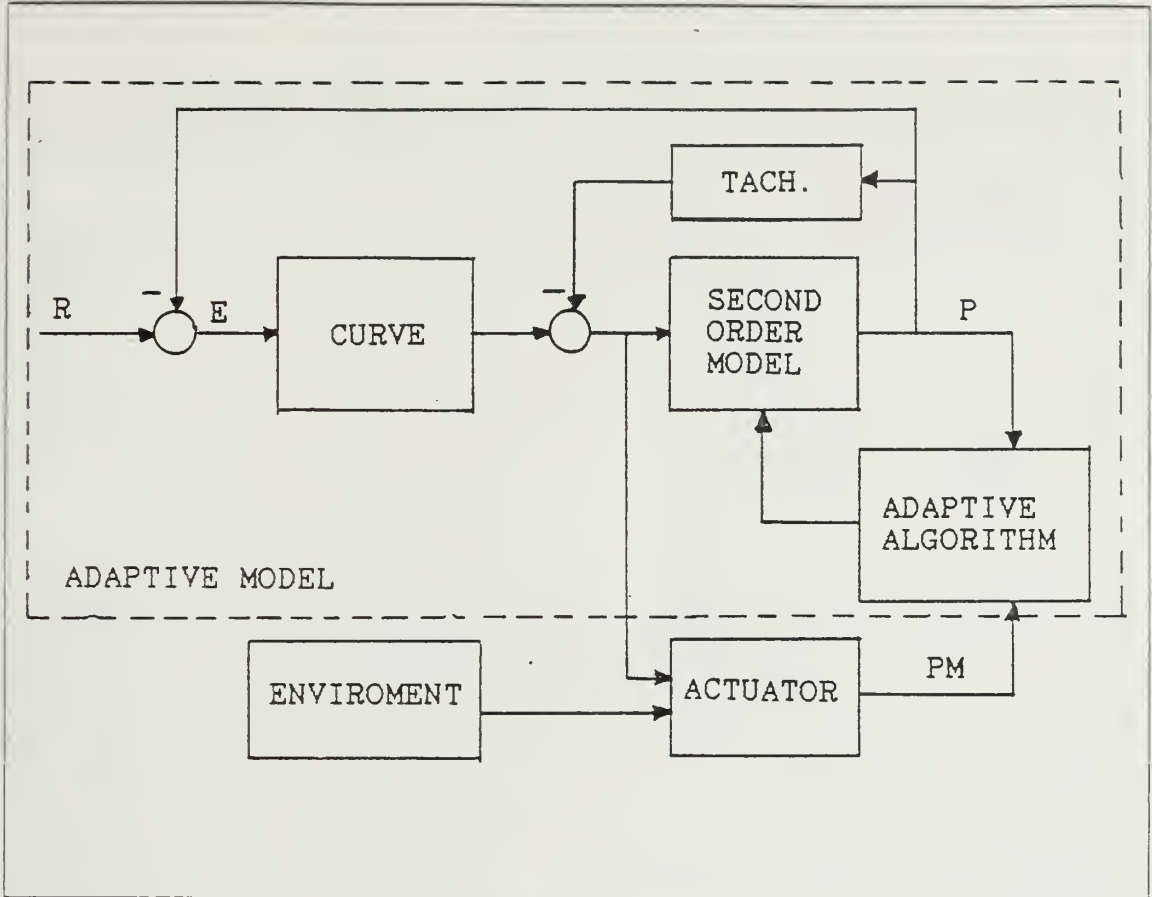 TACH.
−
R
E
CURVE
−
SECOND
ORDER
MODEL
P
ADAPTIVE
ALGORITHM
ADAPTIVE MODEL
ENVIROMENT
ACTUATOR
PM